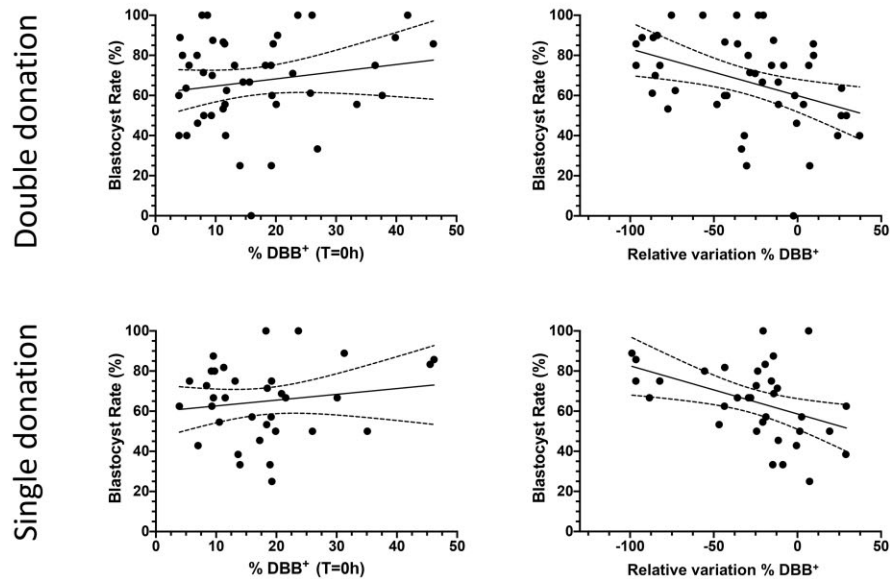 Double donation
Blastocyst Rate (%)
100
80
60
40
20
0
0 10 20 30 40 50
% DBB⁺ (T=0h)
Blastocyst Rate (%)
100
80
60
40
20
0
-100 -50 0 50
Relative variation % DBB⁺
Single donation
Blastocyst Rate (%)
100
80
60
40
20
0
0 10 20 30 40 50
% DBB⁺ (T=0h)
Blastocyst Rate (%)
100
80
60
40
20
0
-100 -50 0 50
Relative variation % DBB⁺